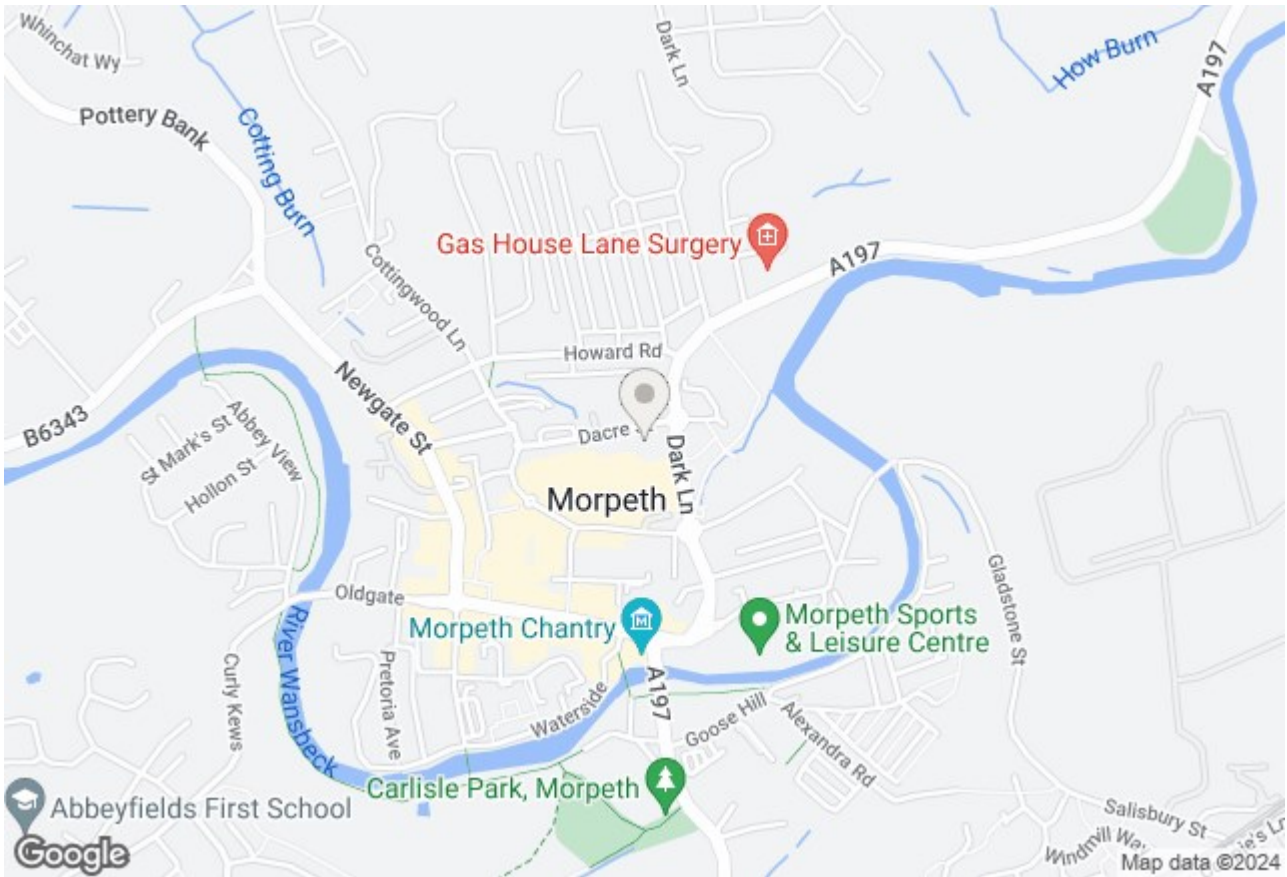 Whinchat Wy
Pottery Bank
Cotting Burn
Dark Ln
How Burn
A197
Gas House Lane Surgery
A197
Cottingwood Ln
Howard Rd
Newgate St
B6343
St Mark's St
Abbey View
Hollon St
Dacre
Dark Ln
Morpeth
Oldgate
River Wansbeck
Curly Kews
Pretoria Ave
Morpeth Chantry
Waterside
A197
Morpeth Sports
& Leisure Centre
Gladstone St
Goose Hill
Alexandra Rd
Carlisle Park, Morpeth
Abbeyfields First School
Salisbury St
Windmill Wa
ie's Ln
Google
Map data ©2024